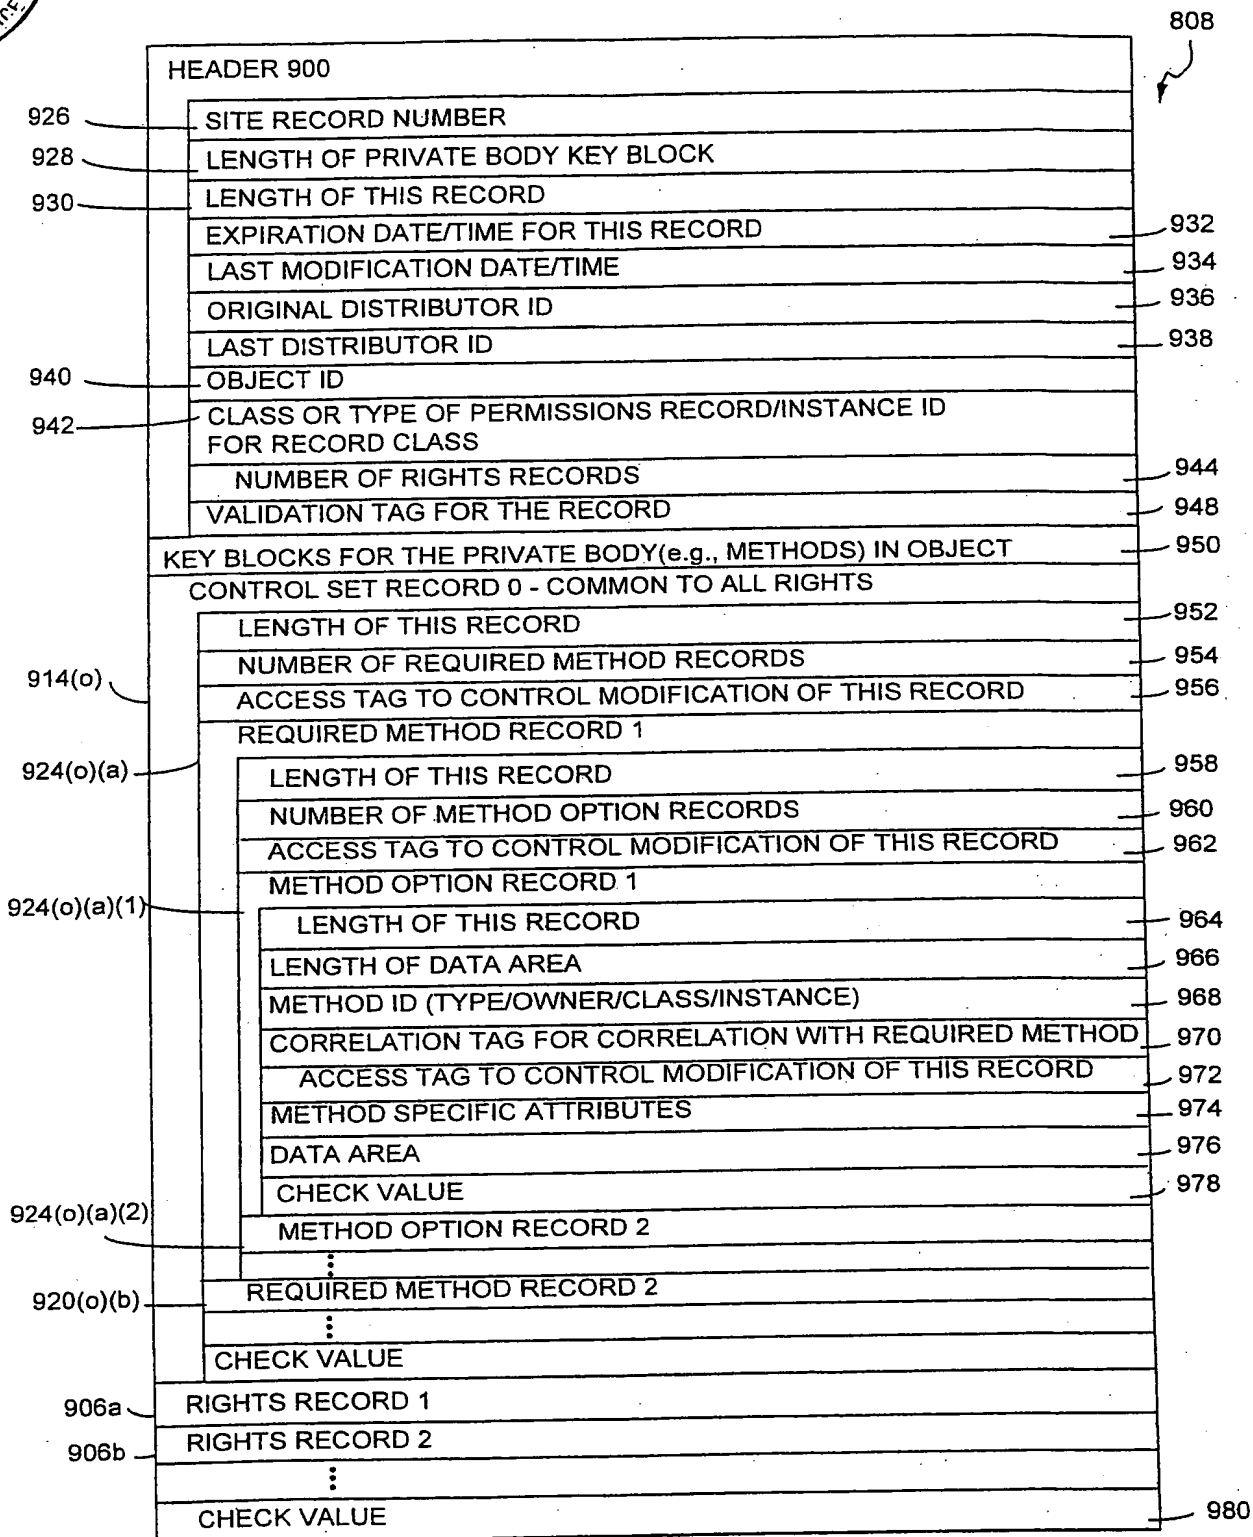 808
HEADER 900
926 SITE RECORD NUMBER
928 LENGTH OF PRIVATE BODY KEY BLOCK
930 LENGTH OF THIS RECORD
EXPIRATION DATE/TIME FOR THIS RECORD 932
LAST MODIFICATION DATE/TIME 934
ORIGINAL DISTRIBUTOR ID 936
LAST DISTRIBUTOR ID 938
940 OBJECT ID
942 CLASS OR TYPE OF PERMISSIONS RECORD/INSTANCE ID
FOR RECORD CLASS
NUMBER OF RIGHTS RECORDS 944
VALIDATION TAG FOR THE RECORD 948
KEY BLOCKS FOR THE PRIVATE BODY(e.g., METHODS) IN OBJECT 950
CONTROL SET RECORD 0 - COMMON TO ALL RIGHTS
LENGTH OF THIS RECORD 952
NUMBER OF REQUIRED METHOD RECORDS 954
914(o) ACCESS TAG TO CONTROL MODIFICATION OF THIS RECORD 956
REQUIRED METHOD RECORD 1
924(o)(a) LENGTH OF THIS RECORD 958
NUMBER OF METHOD OPTION RECORDS 960
ACCESS TAG TO CONTROL MODIFICATION OF THIS RECORD 962
METHOD OPTION RECORD 1
924(o)(a)(1) LENGTH OF THIS RECORD 964
LENGTH OF DATA AREA 966
METHOD ID (TYPE/OWNER/CLASS/INSTANCE) 968
CORRELATION TAG FOR CORRELATION WITH REQUIRED METHOD 970
ACCESS TAG TO CONTROL MODIFICATION OF THIS RECORD 972
METHOD SPECIFIC ATTRIBUTES 974
DATA AREA 976
CHECK VALUE 978
924(o)(a)(2) METHOD OPTION RECORD 2
920(o)(b) REQUIRED METHOD RECORD 2
CHECK VALUE
906a RIGHTS RECORD 1
906b RIGHTS RECORD 2
CHECK VALUE 980